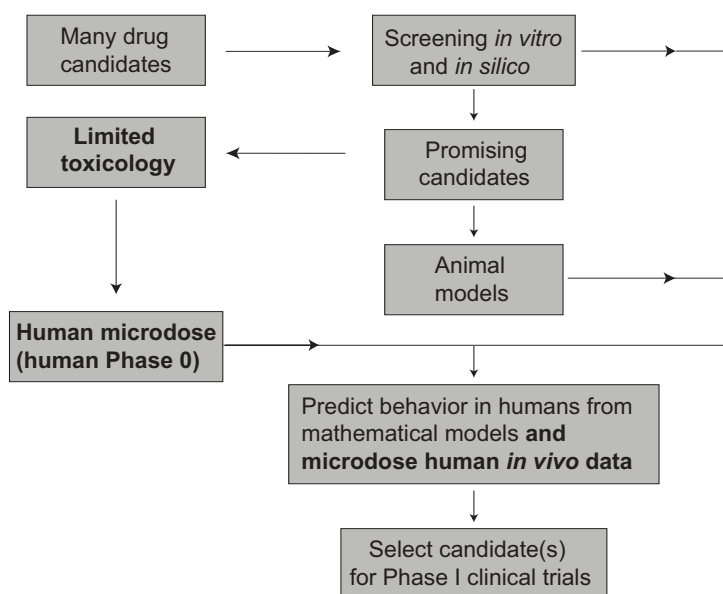 Many drug
candidates
Screening in vitro
and in silico
Limited
toxicology
Promising
candidates
Animal
models
Human microdose
(human Phase 0)
Predict behavior in humans from
mathematical models and
microdose human in vivo data
Select candidate(s)
for Phase I clinical trials